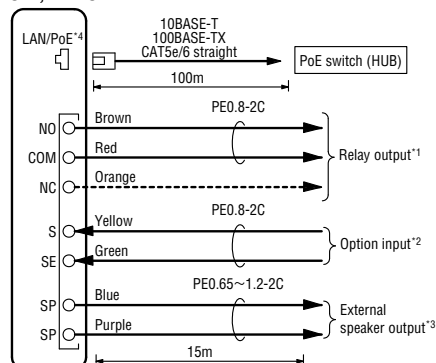 LAN/PoE*4
10BASE-T
100BASE-TX
CAT5e/6 straight
PoE switch (HUB)
100m
PE0.8-2C
NO Brown
COM Red
Relay output*1
NC Orange
PE0.8-2C
S Yellow
Option input*2
SE Green
PE0.65~1.2-2C
SP Blue
External
speaker output*3
SP Purple
15m